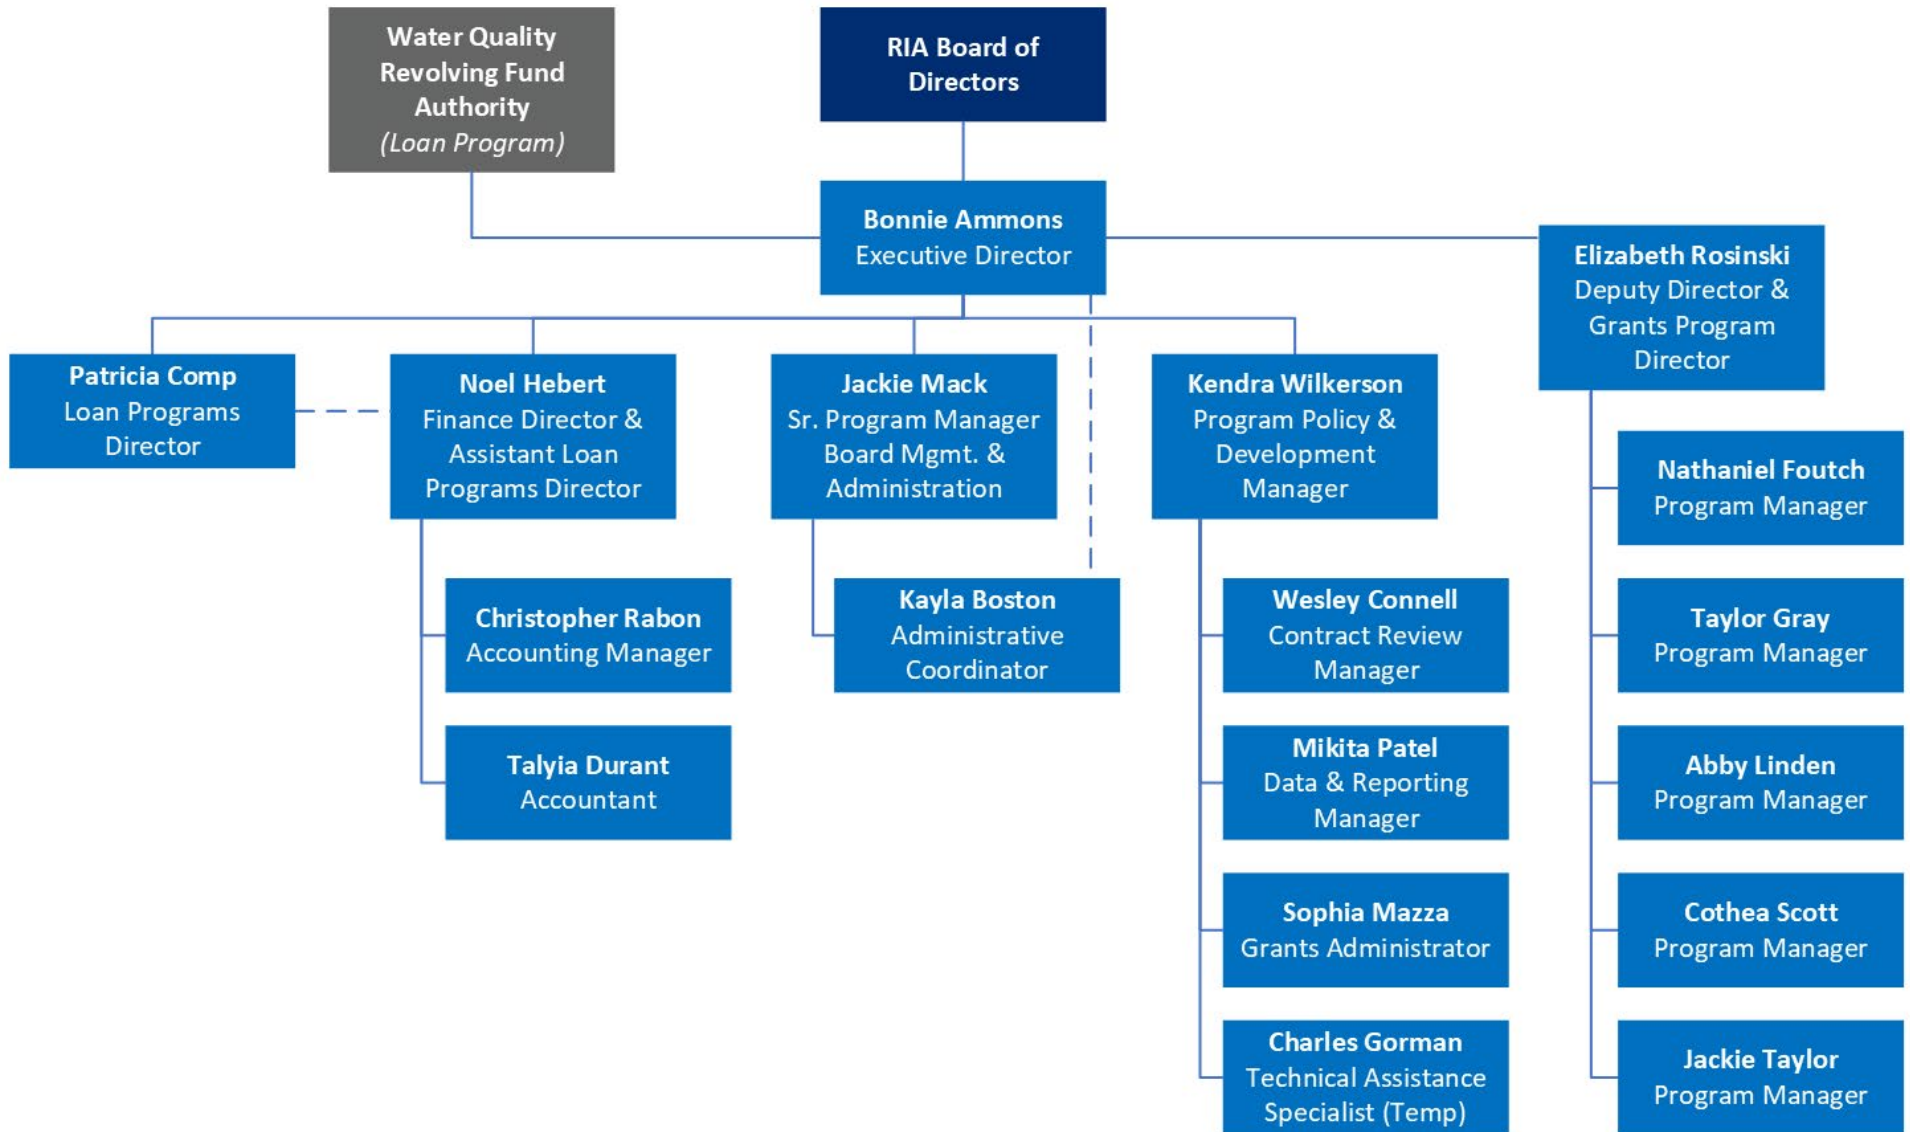 Water Quality
Revolving Fund
Authority
(Loan Program)
RIA Board of
Directors
Bonnie Ammons
Executive Director
Elizabeth Rosinski
Deputy Director &
Grants Program
Director
Patricia Comp
Loan Programs
Director
Noel Hebert
Finance Director &
Assistant Loan
Programs Director
Jackie Mack
Sr. Program Manager
Board Mgmt. &
Administration
Kendra Wilkerson
Program Policy &
Development
Manager
Christopher Rabon
Accounting Manager
Talyia Durant
Accountant
Kayla Boston
Administrative
Coordinator
Wesley Connell
Contract Review
Manager
Mikita Patel
Data & Reporting
Manager
Sophia Mazza
Grants Administrator
Charles Gorman
Technical Assistance
Specialist (Temp)
Nathaniel Foutch
Program Manager
Taylor Gray
Program Manager
Abby Linden
Program Manager
Cothea Scott
Program Manager
Jackie Taylor
Program Manager